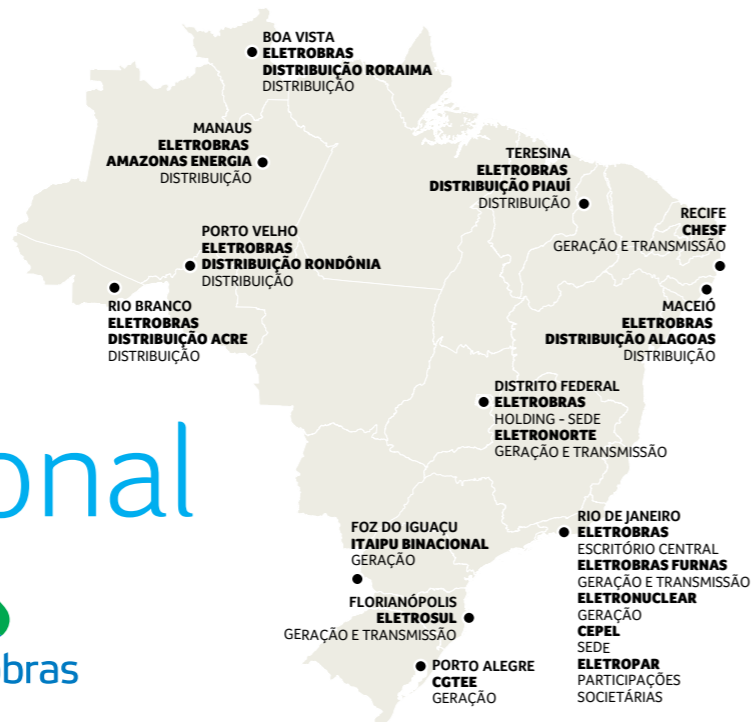 BOA VISTA
ELETROBRAS
DISTRIBUIÇÃO RORAIMA
DISTRIBUIÇÃO
MANAUS
ELETROBRAS
AMAZONAS ENERGIA
DISTRIBUIÇÃO
TERESINA
ELETROBRAS
DISTRIBUIÇÃO PIAUÍ
DISTRIBUIÇÃO
RECIFE
CHESF
GERAÇÃO E TRANSMISSÃO
PORTO VELHO
ELETROBRAS
DISTRIBUIÇÃO RONDÔNIA
DISTRIBUIÇÃO
RIO BRANCO
ELETROBRAS
DISTRIBUIÇÃO ACRE
DISTRIBUIÇÃO
MACEIÓ
ELETROBRAS
DISTRIBUIÇÃO ALAGOAS
DISTRIBUIÇÃO
DISTRITO FEDERAL
ELETROBRAS
HOLDING - SEDE
ELETRONORTE
GERAÇÃO E TRANSMISSÃO
onal
FOZ DO IGUAÇU
ITAIPU BINACIONAL
GERAÇÃO
RIO DE JANEIRO
ELETROBRAS
ESCRITÓRIO CENTRAL
ELETROBRAS FURNAS
GERAÇÃO E TRANSMISSÃO
ELETRONUCLEAR
GERAÇÃO
CEPEL
SEDE
ELETROPAR
PARTICIPAÇÕES
SOCIETÁRIAS
FLORIANÓPOLIS
ELETROSUL
GERAÇÃO E TRANSMISSÃO
PORTO ALEGRE
CGTEE
GERAÇÃO
bras